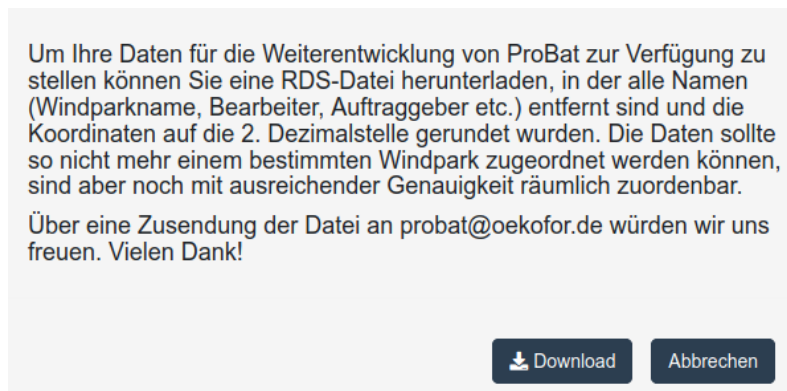 Um Ihre Daten für die Weiterentwicklung von ProBat zur Verfügung zu
stellen können Sie eine RDS-Datei herunterladen, in der alle Namen
(Windparkname, Bearbeiter, Auftraggeber etc.) entfernt sind und die
Koordinaten auf die 2. Dezimalstelle gerundet wurden. Die Daten sollte
so nicht mehr einem bestimmten Windpark zugeordnet werden können,
sind aber noch mit ausreichender Genauigkeit räumlich zuordenbar.
Über eine Zusendung der Datei an probat@oekofor.de würden wir uns
freuen. Vielen Dank!
Download Abbrechen